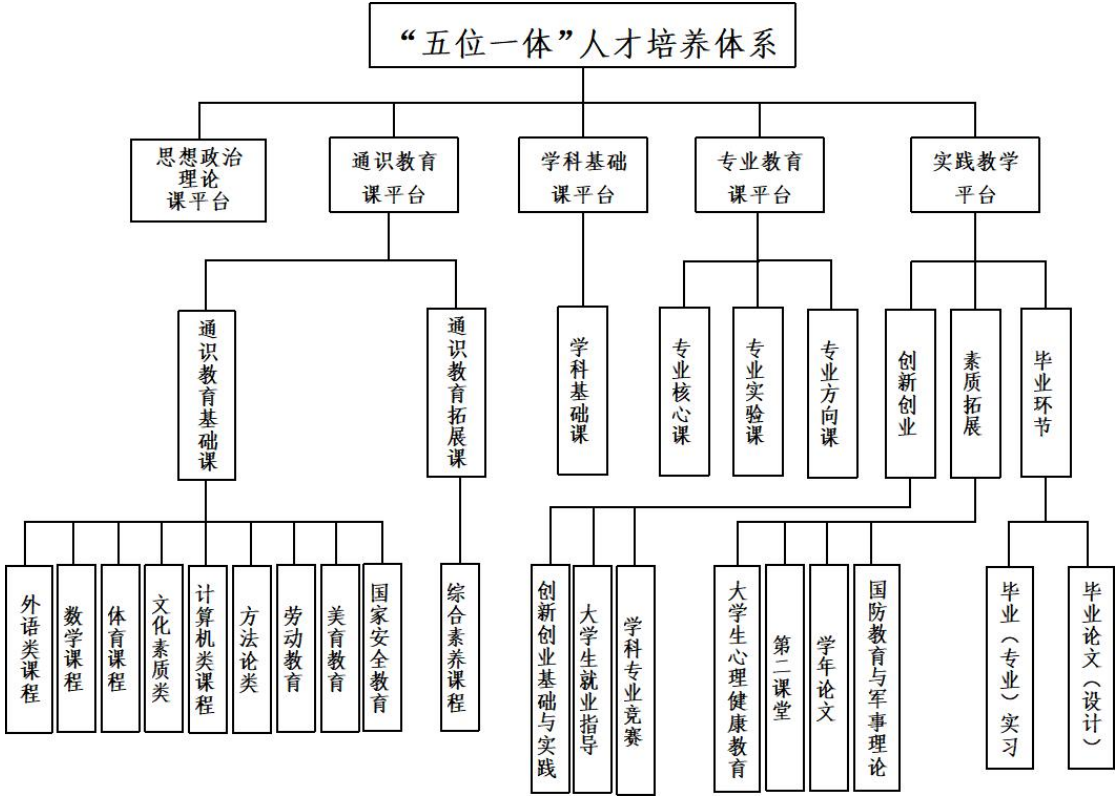 “五位一体”人才培养体系
思想政治
理论
课平台
通识教育
课平台
学科基础
课平台
专业教育
课平台
实践教学
平台
通识教育基础课
通识教育拓展课
学科基础课
专业核心课
专业实验课
专业方向课
创新创业
素质拓展
毕业环节
外语类课程
数学课程
体育课程
文化素质类
计算机类课程
方法论类
劳动教育
美育教育
国家安全教育
综合素养课程
创新创业基础与实践
大学生就业指导
学科专业竞赛
大学生心理健康教育
第二课堂
学年论文
国防教育与军事理论
毕业（专业）实习
毕业论文（设计）